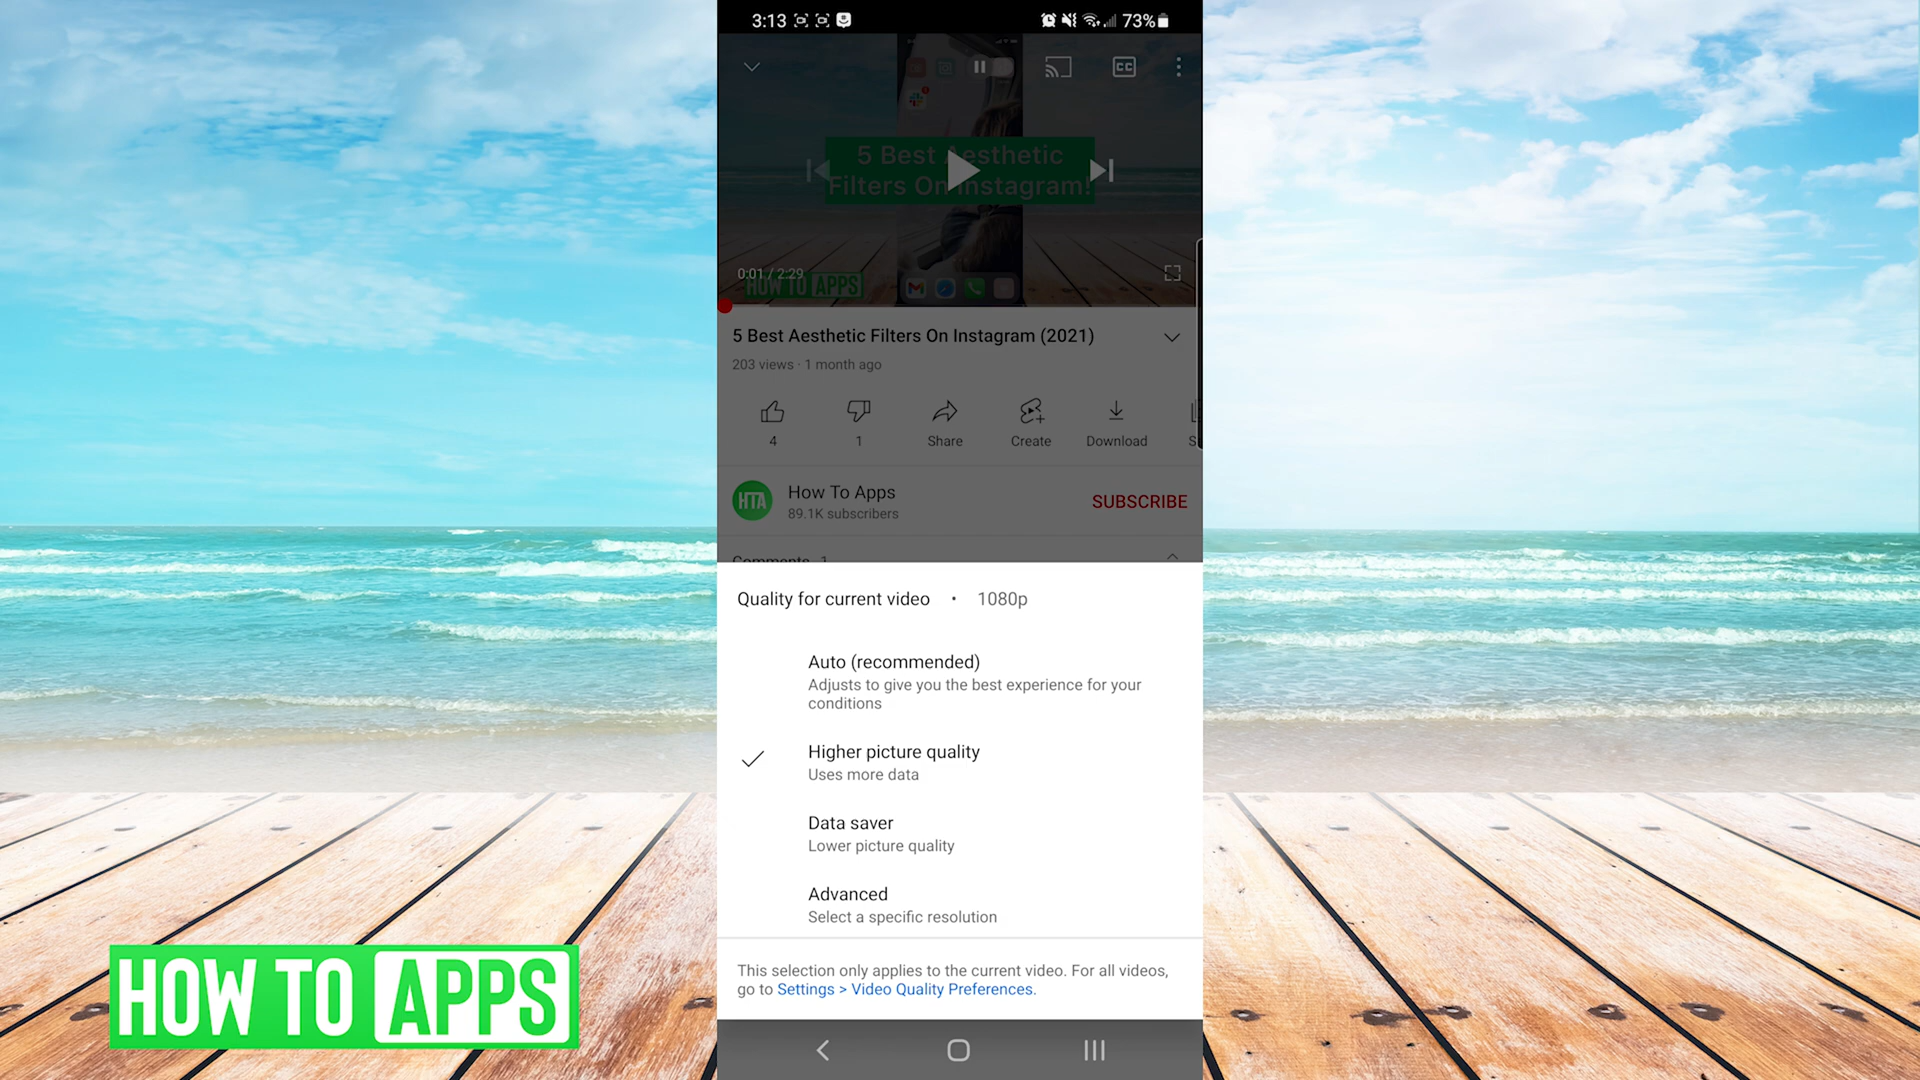 3:13
73%
5 Best Aesthetic
Filters On Instagram!
0:01 / 2:29
HOW TO APPS
5 Best Aesthetic Filters On Instagram (2021)
203 views · 1 month ago
4
1
Share
Create
Download
S
HTA
How To Apps
89.1K subscribers
SUBSCRIBE
Comments 1
Quality for current video • 1080p
Auto (recommended)
Adjusts to give you the best experience for your
conditions
Higher picture quality
Uses more data
Data saver
Lower picture quality
Advanced
Select a specific resolution
This selection only applies to the current video. For all videos,
go to Settings > Video Quality Preferences.
HOW TO APPS